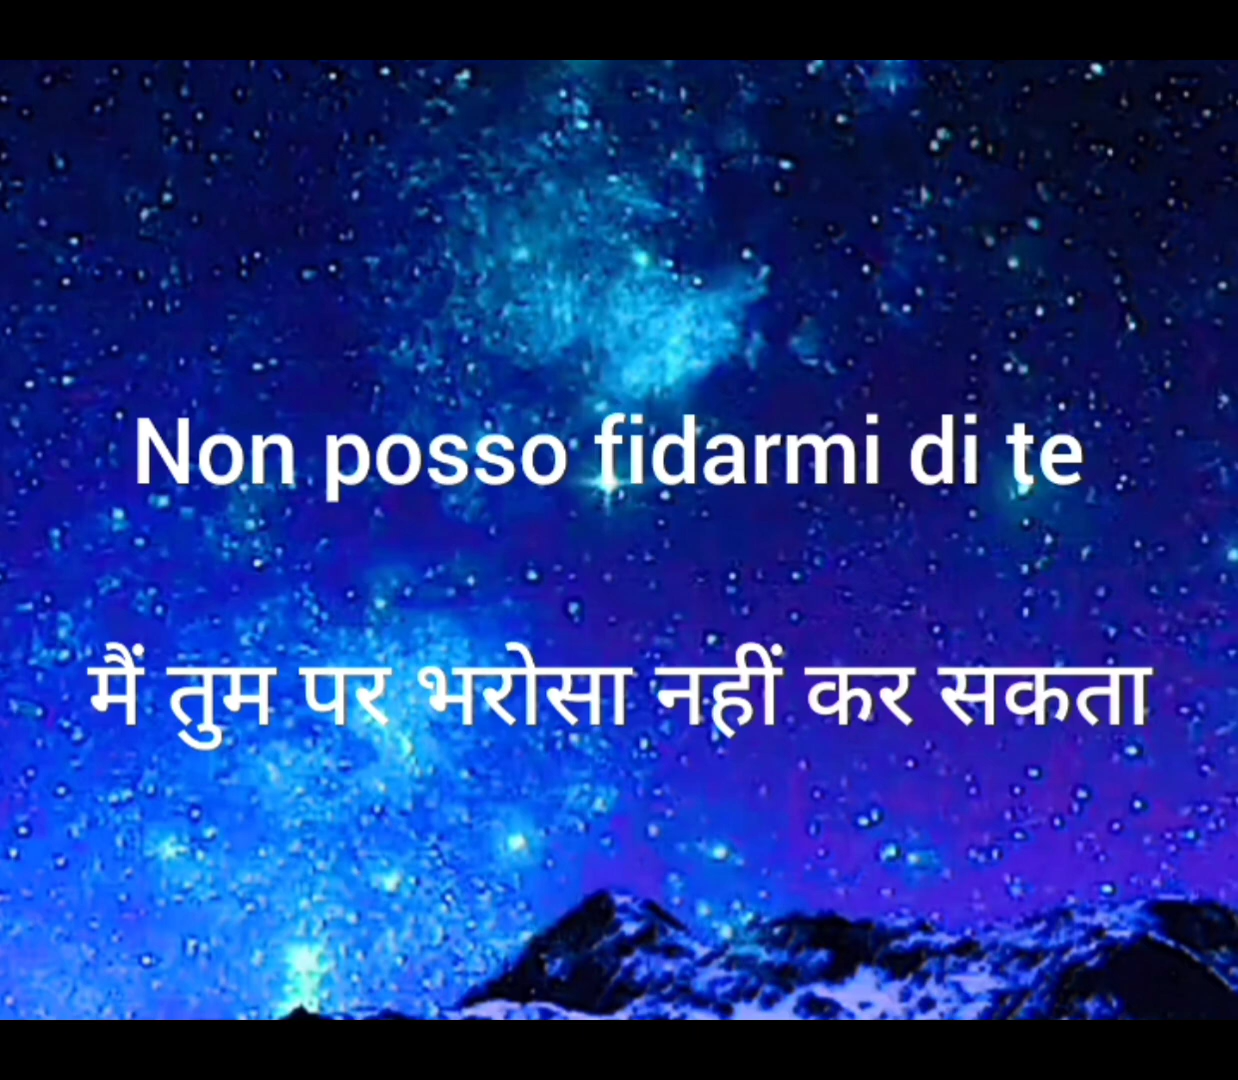 Non posso fidarmi di te
मैं तुम पर भरोसा नहीं कर सकता